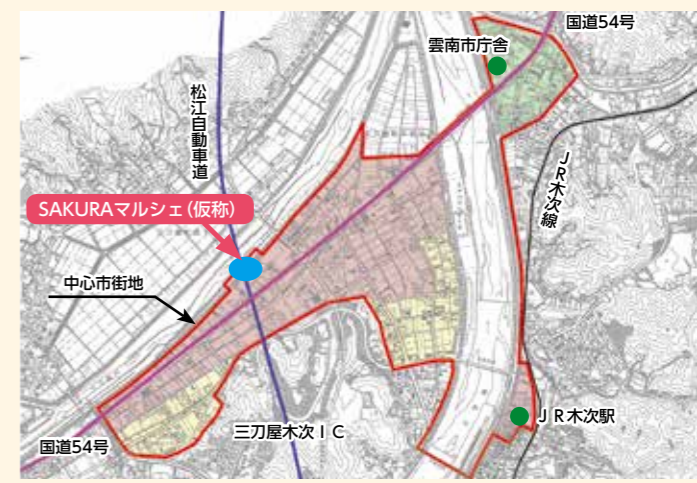 国道54号
雲南市庁舎
松江自動車道
JR木次線
SAKURAマルシェ(仮称)
中心市街地
三刀屋木次IC
JR木次駅
国道54号